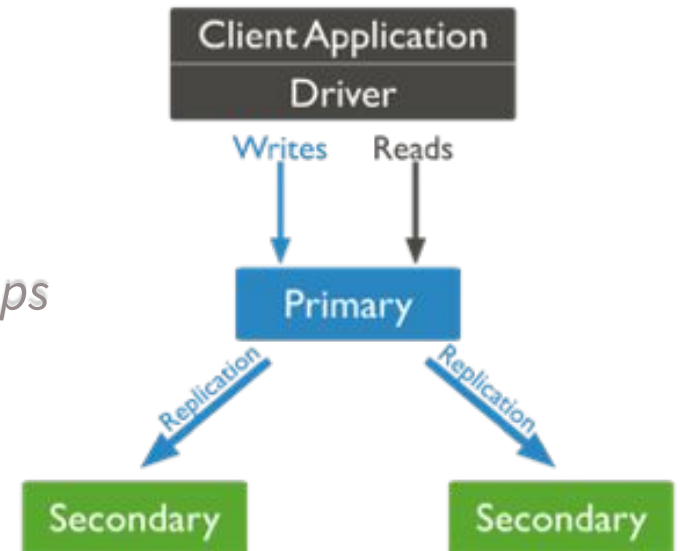 Client Application
Driver
Writes Reads
ps
Primary
Replication Replication
Secondary Secondary